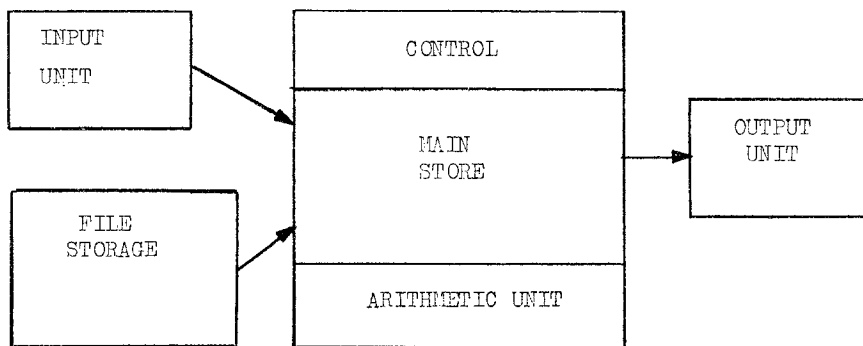 INPUT
UNIT
FILE
STORAGE
CONTROL
MAIN
STORE
ARITHMETIC UNIT
OUTPUT
UNIT